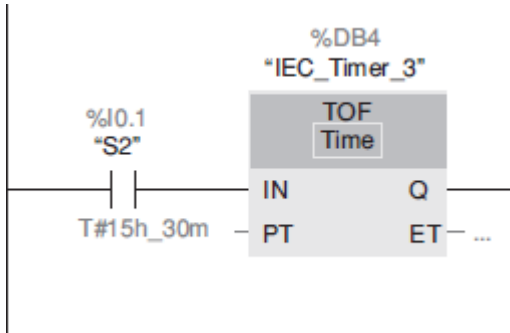 %DB4
“IEC_Timer_3”
%I0.1
“S2”
TOF
Time
IN Q
T#15h_30m PT ET ...